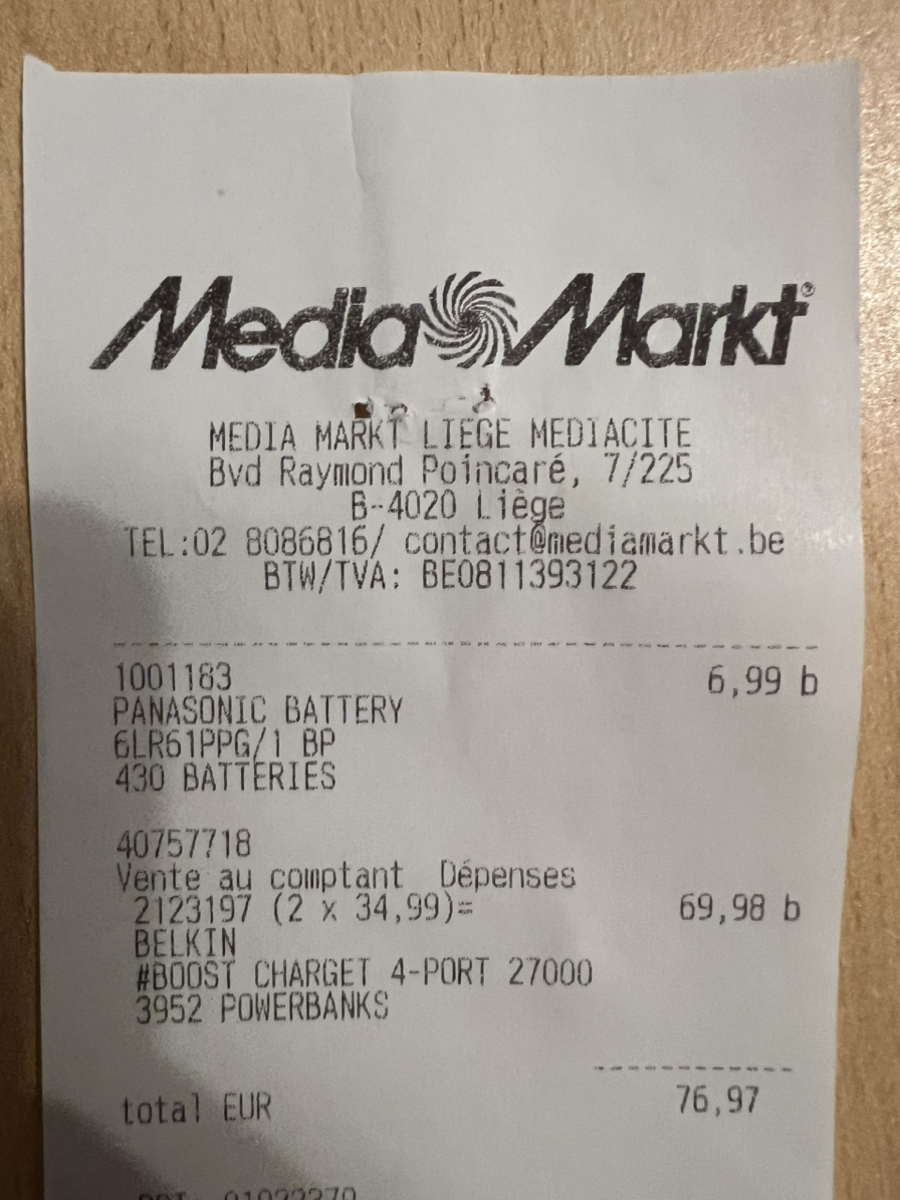 MediaMarkt®
MEDIA MARKT LIEGE MEDIACITE
Bvd Raymond Poincaré, 7/225
B-4020 Liège
TEL:02 8086816/ contact@mediamarkt.be
BTW/TVA: BE0811393122
1001183 6,99 b
PANASONIC BATTERY
6LR61PPG/1 BP
430 BATTERIES
40757718
Vente au comptant Dépenses
2123197 (2 x 34,99)= 69,98 b
BELKIN
#BOOST CHARGET 4-PORT 27000
3952 POWERBANKS
total EUR 76,97